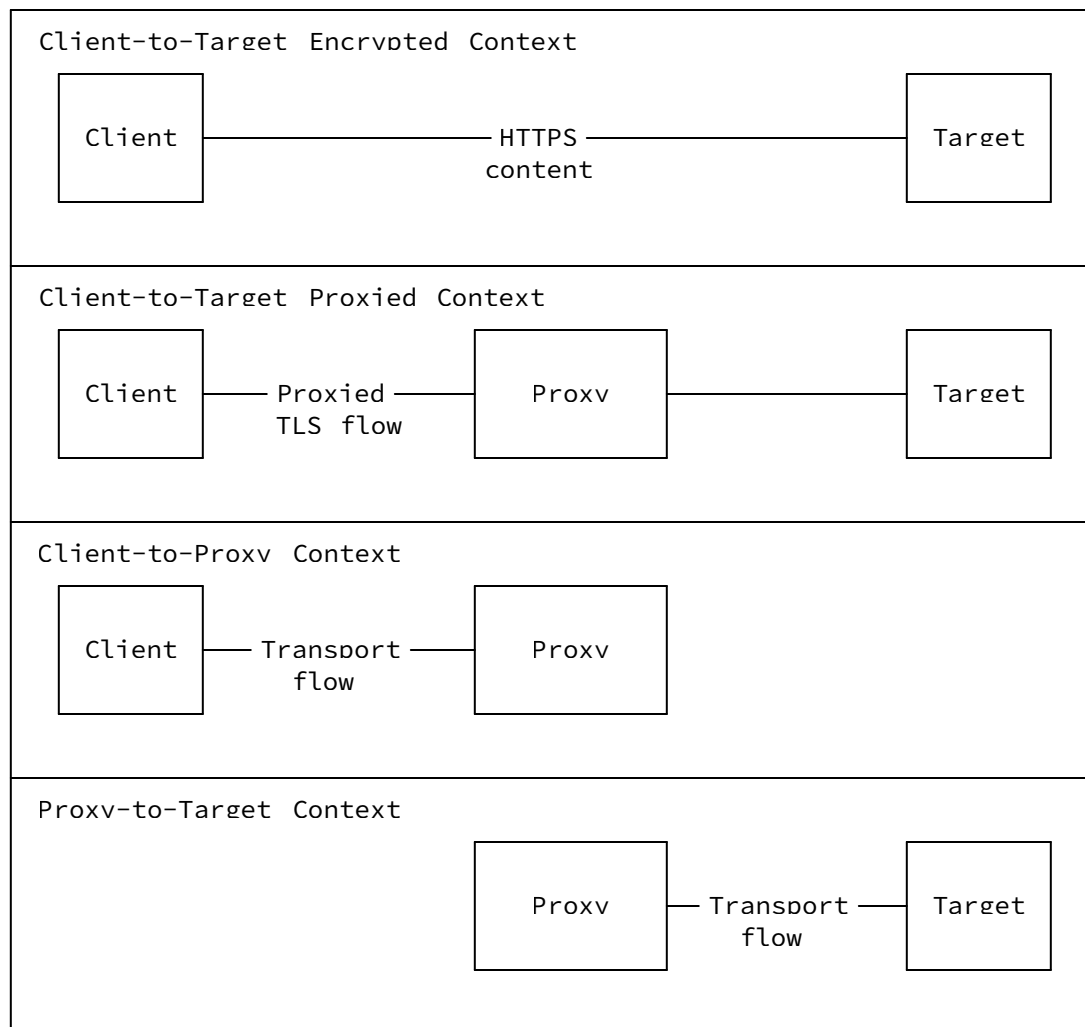 Client-to-Target Encrypted Context
Client
HTTPS
content
Target
Client-to-Target Proxied Context
Client
Proxied
TLS flow
Proxy
Target
Client-to-Proxy Context
Client
Transport
flow
Proxy
Proxy-to-Target Context
Proxy
Transport
flow
Target